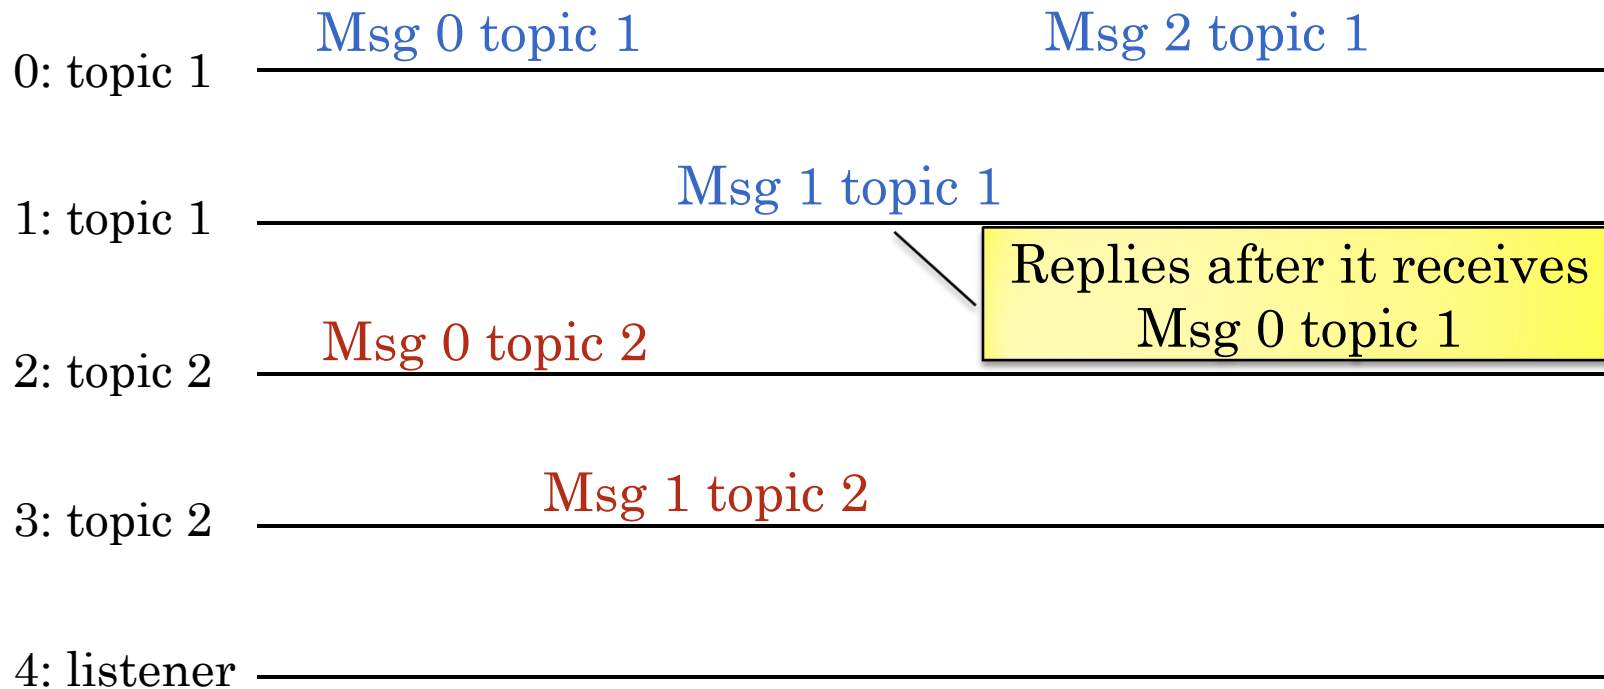 Msg 0 topic 1
Msg 2 topic 1
0: topic 1
Msg 1 topic 1
1: topic 1
Replies after it receives
Msg 0 topic 1
Msg 0 topic 2
2: topic 2
Msg 1 topic 2
3: topic 2
4: listener